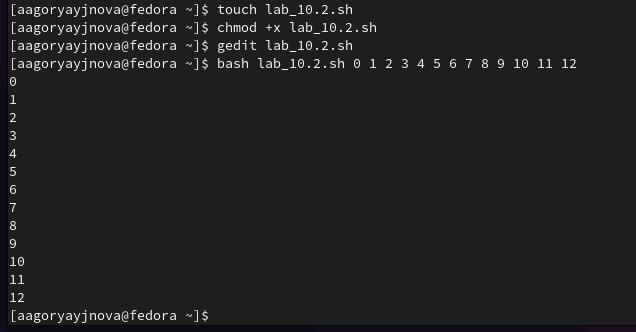 [aagoryayjnova@fedora ~]$ touch lab_10.2.sh
[aagoryayjnova@fedora ~]$ chmod +x lab_10.2.sh
[aagoryayjnova@fedora ~]$ gedit lab_10.2.sh
[aagoryayjnova@fedora ~]$ bash lab_10.2.sh 0 1 2 3 4 5 6 7 8 9 10 11 12
0
1
2
3
4
5
6
7
8
9
10
11
12
[aagoryayjnova@fedora ~]$